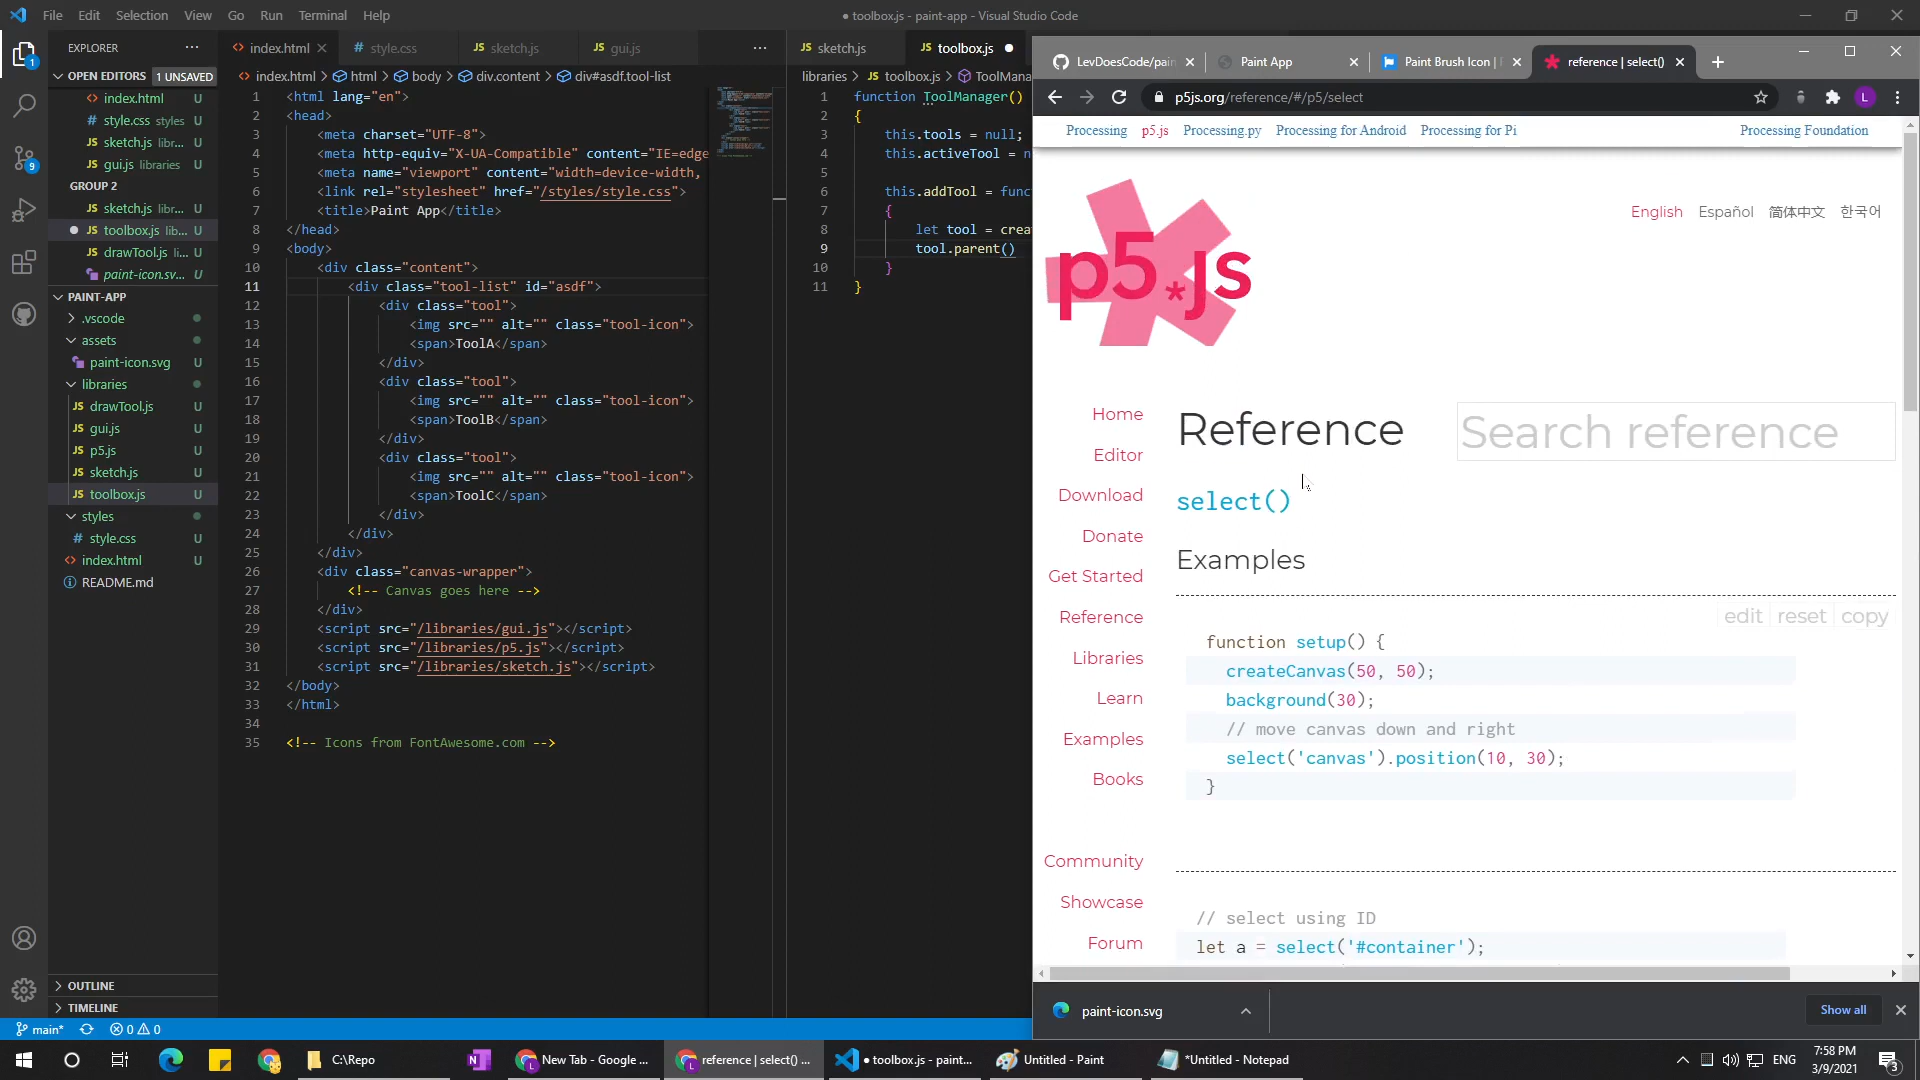 File Edit Selection View Go Run Terminal Help
● toolbox.js - paint-app - Visual Studio Code
EXPLORER
OPEN EDITORS 1 UNSAVED
index.html U
style.css styles U
sketch.js libr... U
gui.js libraries U
GROUP 2
sketch.js libr... U
toolbox.js lib... U
drawTool.js li... U
paint-icon.sv... U
PAINT-APP
.vscode
assets
paint-icon.svg U
libraries
drawTool.js U
gui.js U
p5.js U
sketch.js U
toolbox.js U
styles
style.css U
index.html U
README.md
OUTLINE
TIMELINE
main*
0 0
index.html style.css sketch.js gui.js
index.html > html > body > div.content > div#asdf.tool-list
1 <html lang="en">
2 <head>
3 <meta charset="UTF-8">
4 <meta http-equiv="X-UA-Compatible" content="IE=edge
5 <meta name="viewport" content="width=device-width,
6 <link rel="stylesheet" href="/styles/style.css">
7 <title>Paint App</title>
8 </head>
9 <body>
10 <div class="content">
11 <div class="tool-list" id="asdf">
12 <div class="tool">
13 <img src="" alt="" class="tool-icon">
14 <span>ToolA</span>
15 </div>
16 <div class="tool">
17 <img src="" alt="" class="tool-icon">
18 <span>ToolB</span>
19 </div>
20 <div class="tool">
21 <img src="" alt="" class="tool-icon">
22 <span>ToolC</span>
23 </div>
24 </div>
25 </div>
26 <div class="canvas-wrapper">
27 <!-- Canvas goes here -->
28 </div>
29 <script src="/libraries/gui.js"></script>
30 <script src="/libraries/p5.js"></script>
31 <script src="/libraries/sketch.js"></script>
32 </body>
33 </html>
34
35 <!-- Icons from FontAwesome.com -->
sketch.js toolbox.js
libraries > toolbox.js > ToolMana
1 function ToolManager()
2 {
3 this.tools = null;
4 this.activeTool = n
5
6 this.addTool = func
7 {
8 let tool = crea
9 tool.parent()
10 }
11 }
LevDoesCode/pain Paint App Paint Brush Icon | reference | select()
p5js.org/reference/#/p5/select
Processing p5.js Processing.py Processing for Android Processing for Pi Processing Foundation
p5*js
English Español 简体中文 한국어
Home
Editor
Download
Donate
Get Started
Reference
Libraries
Learn
Examples
Books
Community
Showcase
Forum
Reference Search reference
select()
Examples
edit reset copy
function setup() {
createCanvas(50, 50);
background(30);
// move canvas down and right
select('canvas').position(10, 30);
}
// select using ID
let a = select('#container');
paint-icon.svg Show all
C:\Repo New Tab - Google ... reference | select() ... ● toolbox.js - paint... Untitled - Paint *Untitled - Notepad
ENG 7:58 PM
3/9/2021